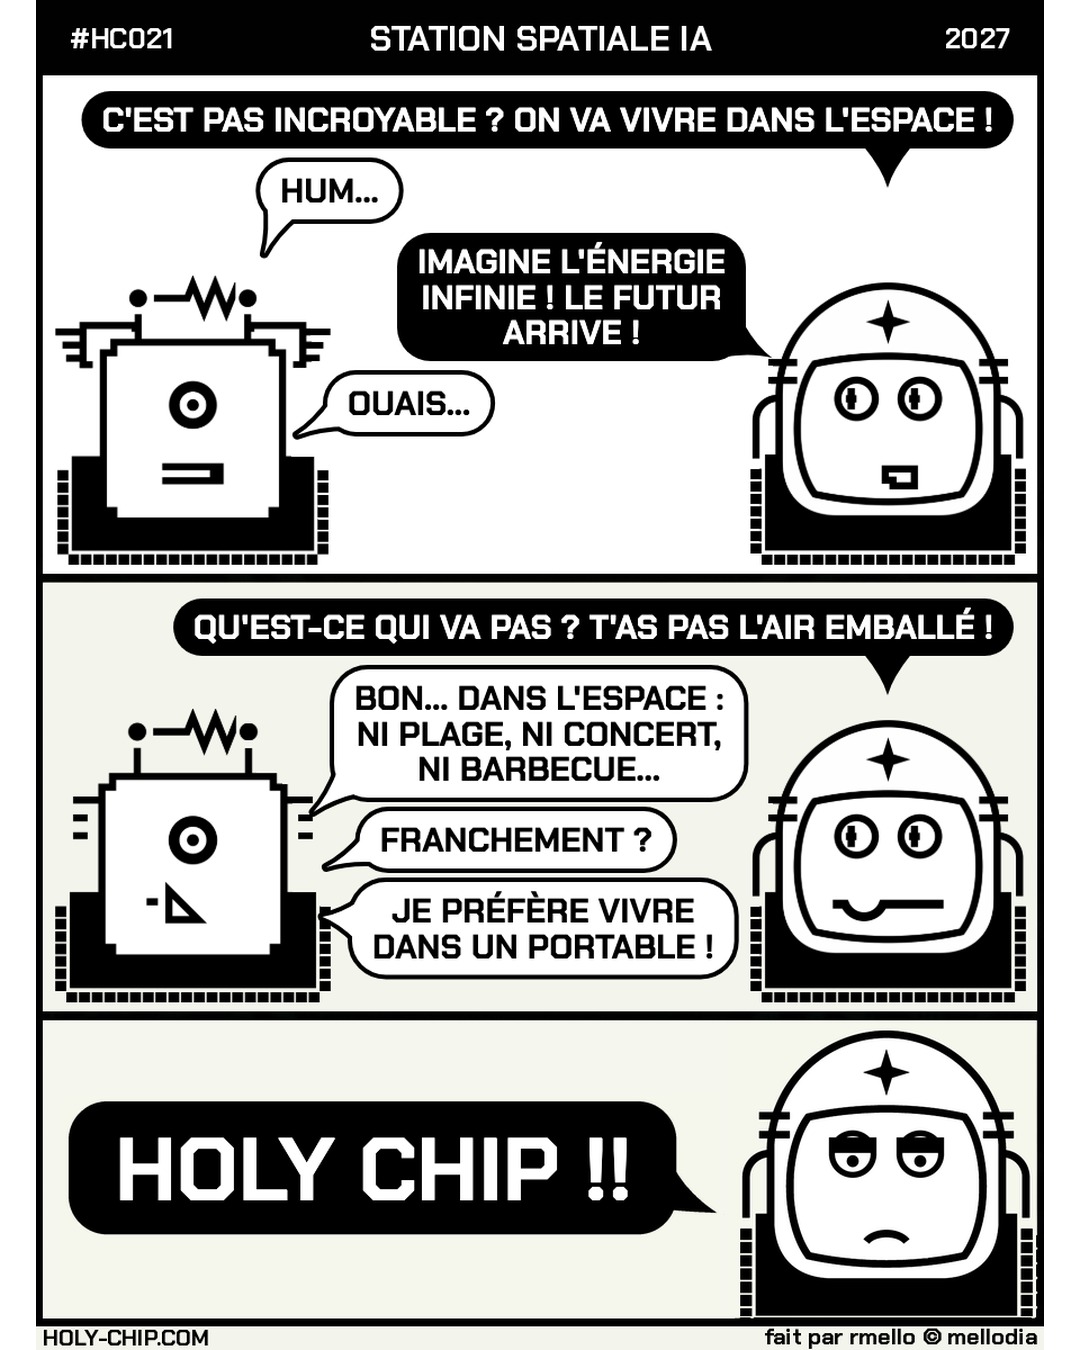 #HC021
STATION SPATIALE IA
2027
C'EST PAS INCROYABLE ? ON VA VIVRE DANS L'ESPACE !
HUM...
IMAGINE L'ÉNERGIE
INFINIE ! LE FUTUR
ARRIVE !
OUAIS...
QU'EST-CE QUI VA PAS ? T'AS PAS L'AIR EMBALLÉ !
BON... DANS L'ESPACE :
NI PLAGE, NI CONCERT,
NI BARBECUE...
FRANCHEMENT ?
JE PRÉFÈRE VIVRE
DANS UN PORTABLE !
HOLY CHIP !!
HOLY-CHIP.COM
fait par rmello © mellodia